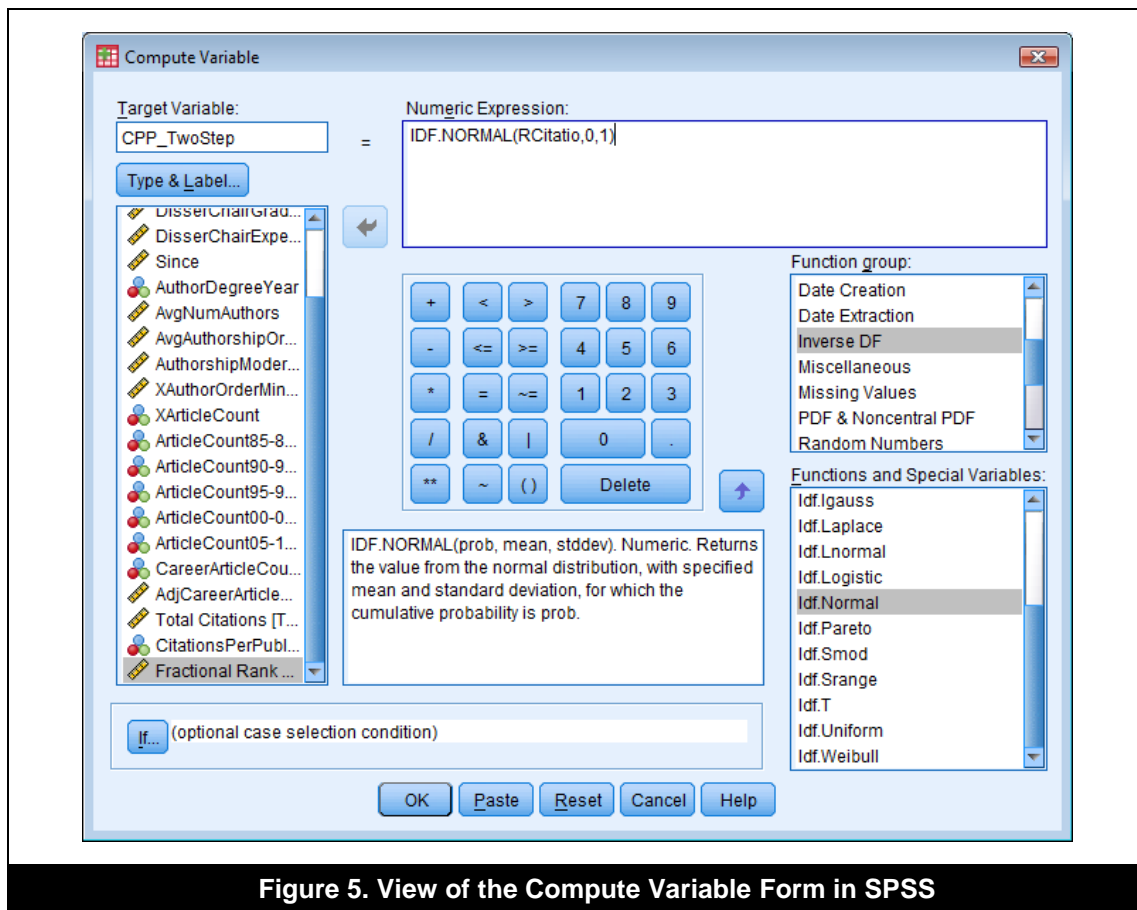 Compute Variable
Target Variable:
CPP_TwoStep
=
Numeric Expression:
IDF.NORMAL(RCitatio,0,1)
Type & Label...
DisserChairGrad...
DisserChairExpe...
Since
AuthorDegreeYear
AvgNumAuthors
AvgAuthorshipOr...
AuthorshipModer...
XAuthorOrderMin...
XArticleCount
ArticleCount85-8...
ArticleCount90-9...
ArticleCount95-9...
ArticleCount00-0...
ArticleCount05-1...
CareerArticleCou...
AdjCareerArticle...
Total Citations [T...
CitationsPerPubl...
Fractional Rank ...
+ < > 7 8 9
- <= >= 4 5 6
* = ~= 1 2 3
/ & | 0 .
** ~ ( ) Delete
IDF.NORMAL(prob, mean, stddev). Numeric. Returns
the value from the normal distribution, with specified
mean and standard deviation, for which the
cumulative probability is prob.
Function group:
Date Creation
Date Extraction
Inverse DF
Miscellaneous
Missing Values
PDF & Noncentral PDF
Random Numbers
Functions and Special Variables:
Idf.Igauss
Idf.Laplace
Idf.Lnormal
Idf.Logistic
Idf.Normal
Idf.Pareto
Idf.Smod
Idf.Srange
Idf.T
Idf.Uniform
Idf.Weibull
If... (optional case selection condition)
OK Paste Reset Cancel Help
Figure 5. View of the Compute Variable Form in SPSS